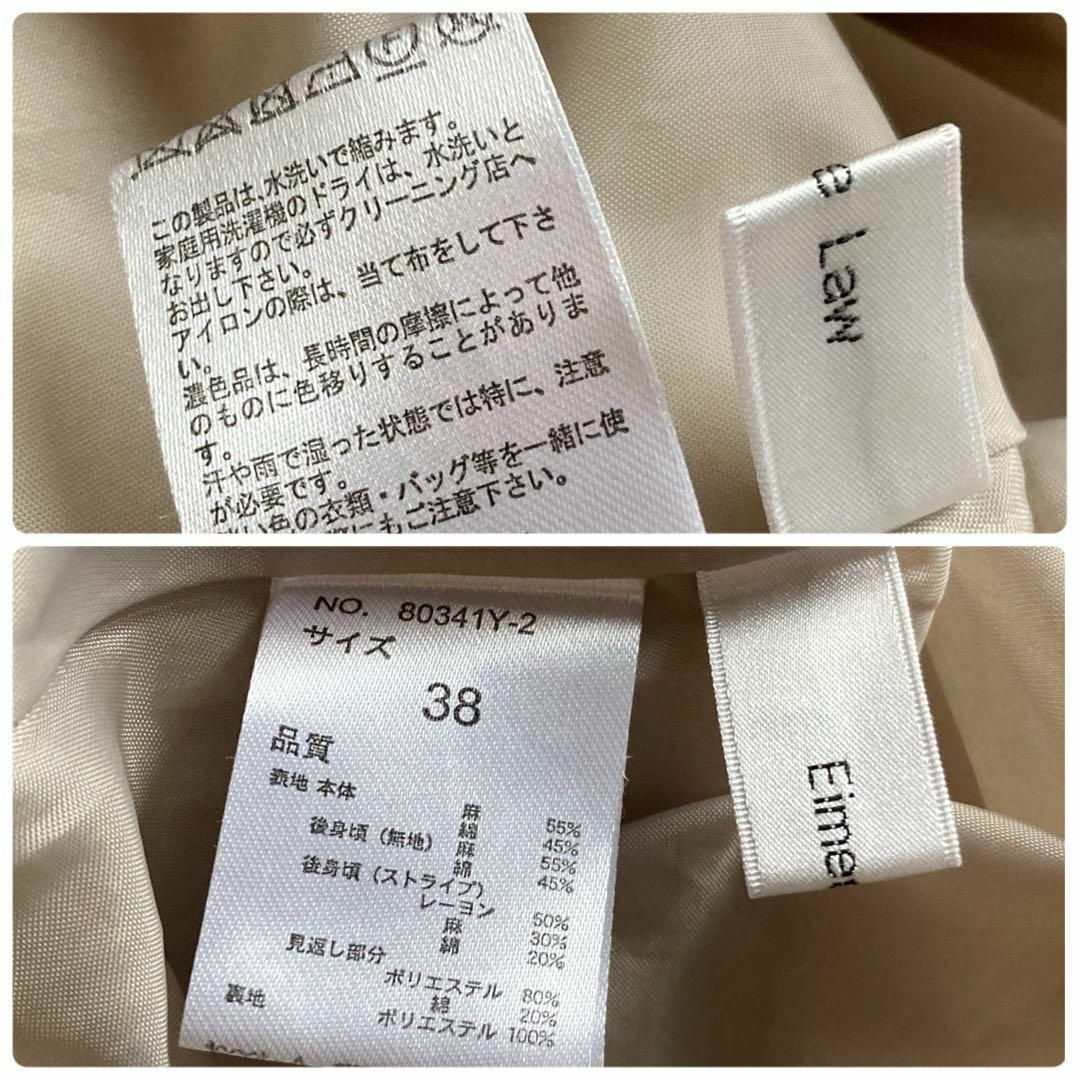 この製品は、水洗いで縮みます。
家庭用洗濯機のドライは、水洗いと
なりますので必ずクリーニング店へ
お出し下さい。
アイロンの際は、当て布をして下さ
い。
濃色品は、長時間の摩擦によって他
のものに色移りすることがありま
す。
汗や雨で湿った状態では特に、注意
が必要です。
い色の衣類・バッグ等を一緒に使
にもご注意下さい。
e Law
NO. 80341Y-2
サイズ
38
品質
表地 本体
麻 55%
後身頃(無地) 綿 45%
麻 55%
後身頃(ストライプ) 綿 45%
レーヨン 50%
麻 30%
見返し部分 綿 20%
ポリエステル 80%
裏地 綿 20%
ポリエステル 100%
Eime